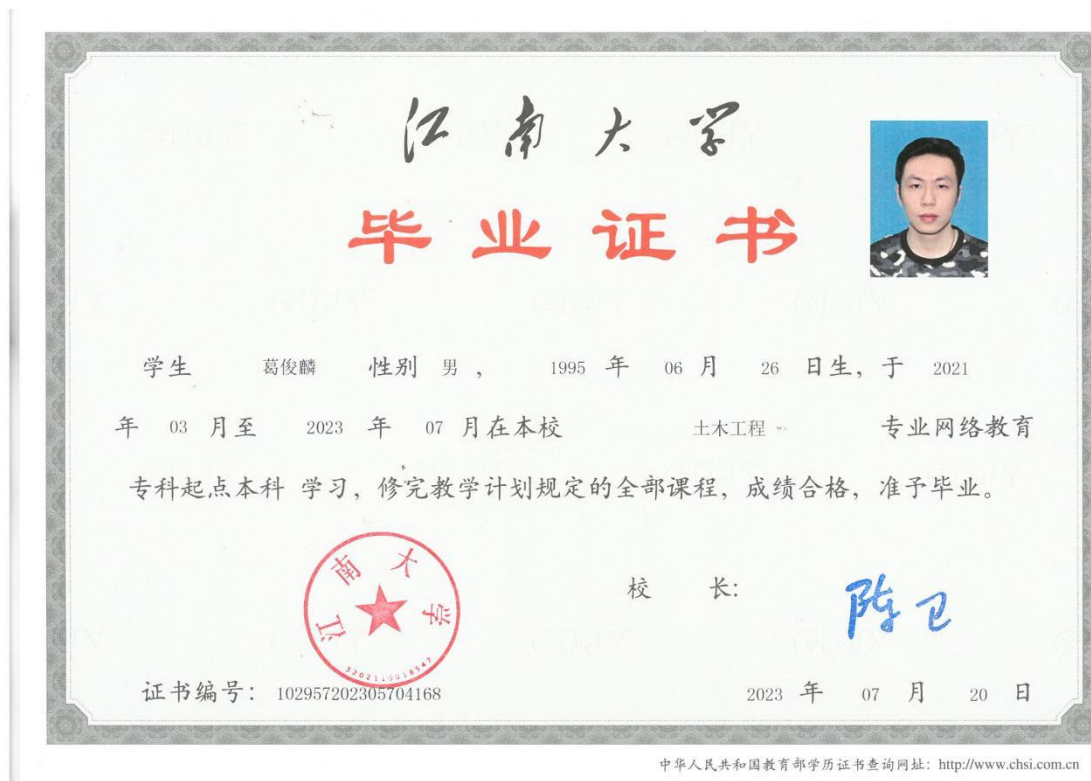 江南大学
毕业证书
学生 葛俊麟 性别 男 , 1995 年 06 月 26 日生, 于 2021
年 03 月至 2023 年 07 月在本校 土木工程 专业网络教育
专科起点本科 学习, 修完教学计划规定的全部课程, 成绩合格, 准予毕业。
江南大学
校 长:
陈卫
证书编号: 102957202305704168
2023 年 07 月 20 日
中华人民共和国教育部学历证书查询网址: http://www.chsi.com.cn